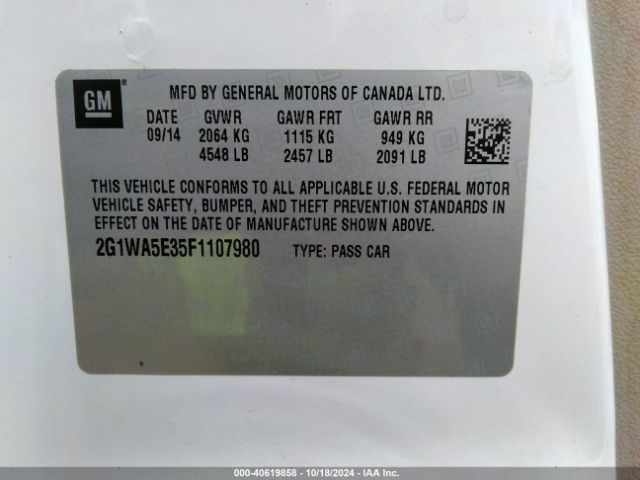 GM
MFD BY GENERAL MOTORS OF CANADA LTD.
DATE GVWR GAWR FRT GAWR RR
09/14 2064 KG 1115 KG 949 KG
4548 LB 2457 LB 2091 LB
THIS VEHICLE CONFORMS TO ALL APPLICABLE U.S. FEDERAL MOTOR
VEHICLE SAFETY, BUMPER, AND THEFT PREVENTION STANDARDS IN
EFFECT ON THE DATE OF MANUFACTURE SHOWN ABOVE.
2G1WA5E35F1107980 TYPE: PASS CAR
000-40619858 - 10/18/2024 - IAA Inc.